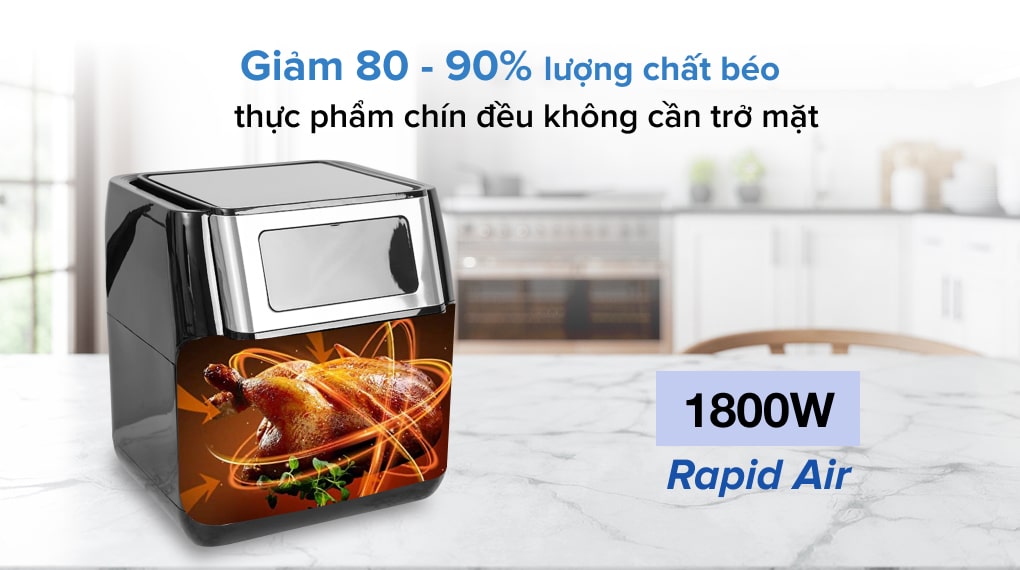 Giảm 80 - 90% lượng chất béo
thực phẩm chín đều không cần trở mặt
1800W
Rapid Air